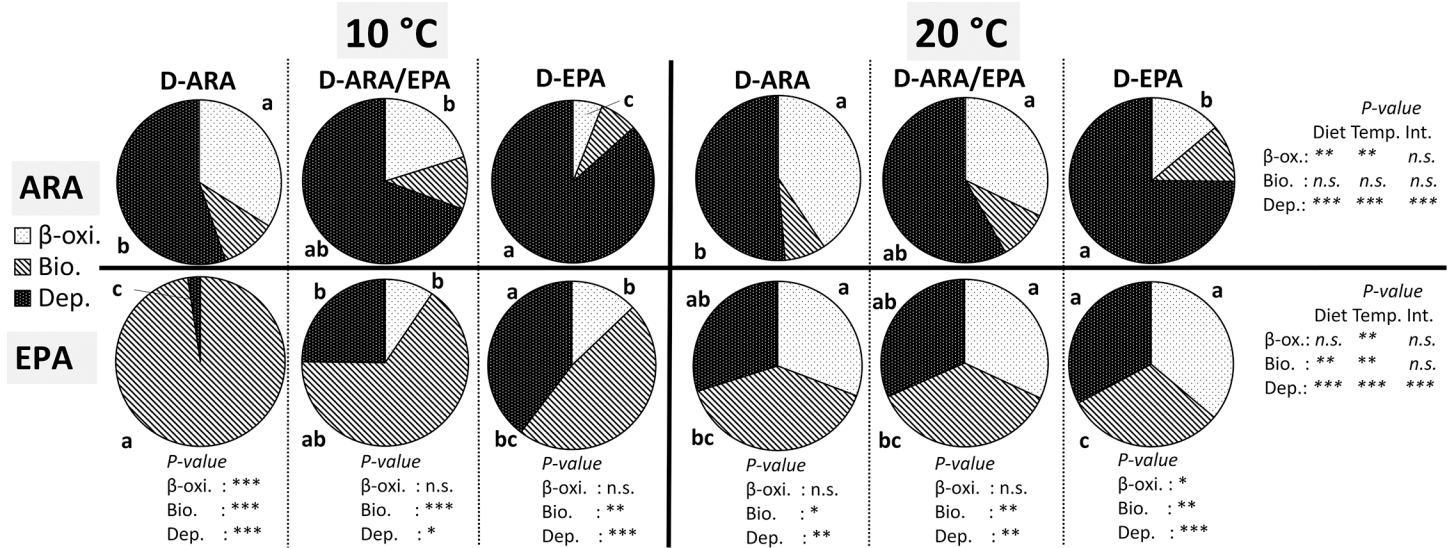 10 °C
20 °C
D-ARA
D-ARA/EPA
D-EPA
D-ARA
D-ARA/EPA
D-EPA
a
b
c
a
a
b
ARA
β-oxi.
Bio.
Dep.
b
ab
a
b
ab
a
P-value
Diet Temp. Int.
β-ox.: ** ** n.s.
Bio. : n.s. n.s. n.s.
Dep.: *** *** ***
EPA
c
b
b
a
b
ab
a
ab
a
a
a
a
ab
bc
bc
bc
c
P-value
Diet Temp. Int.
β-ox.: n.s. ** n.s.
Bio. : ** ** n.s.
Dep.: *** *** ***
P-value
β-oxi. : ***
Bio. : ***
Dep. : ***
P-value
β-oxi. : n.s.
Bio. : ***
Dep. : *
P-value
β-oxi. : n.s.
Bio. : **
Dep. : ***
P-value
β-oxi. : n.s.
Bio. : *
Dep. : **
P-value
β-oxi. : n.s.
Bio. : **
Dep. : **
P-value
β-oxi. : *
Bio. : **
Dep. : ***